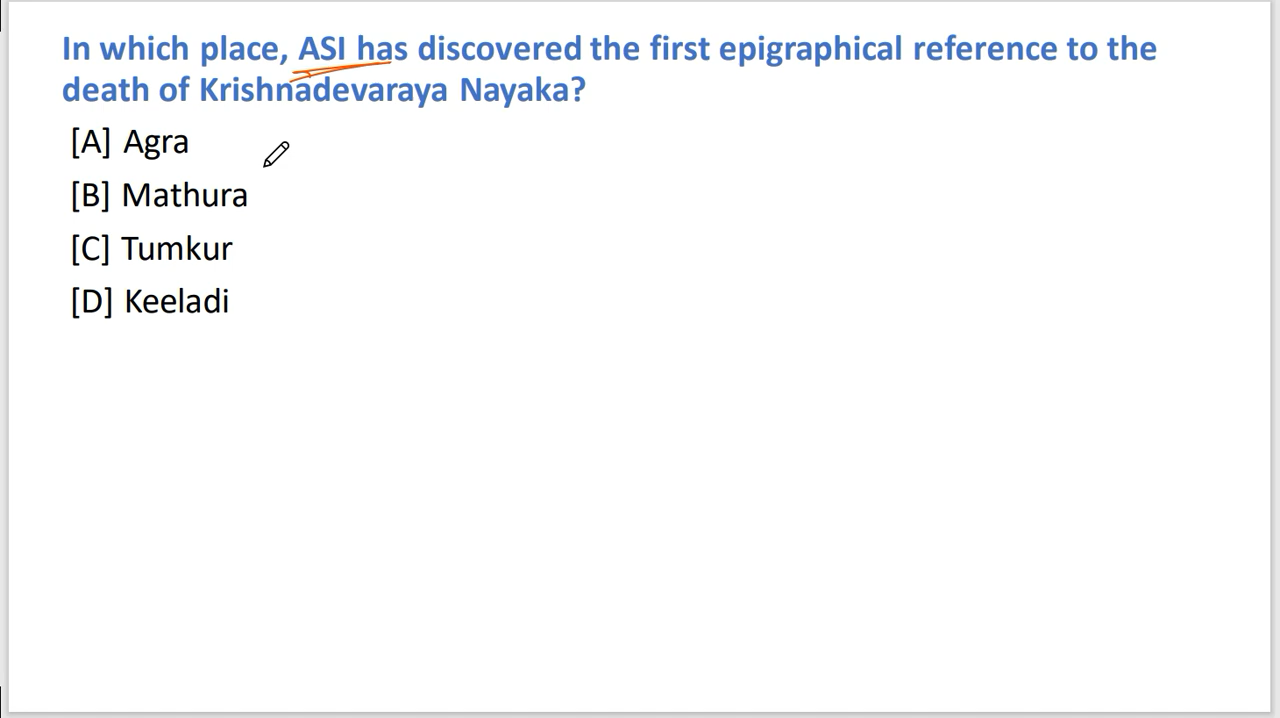 In which place, ASI has discovered the first epigraphical reference to the
death of Krishnadevaraya Nayaka?
[A] Agra
[B] Mathura
[C] Tumkur
[D] Keeladi